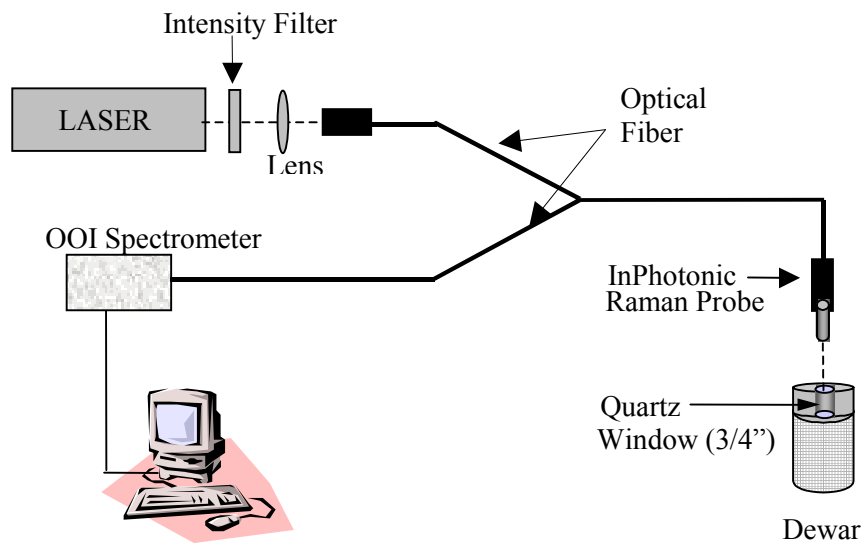 Intensity Filter
LASER
Lens
Optical
Fiber
OOI Spectrometer
InPhotonic
Raman Probe
Quartz
Window (3/4”)
Dewar